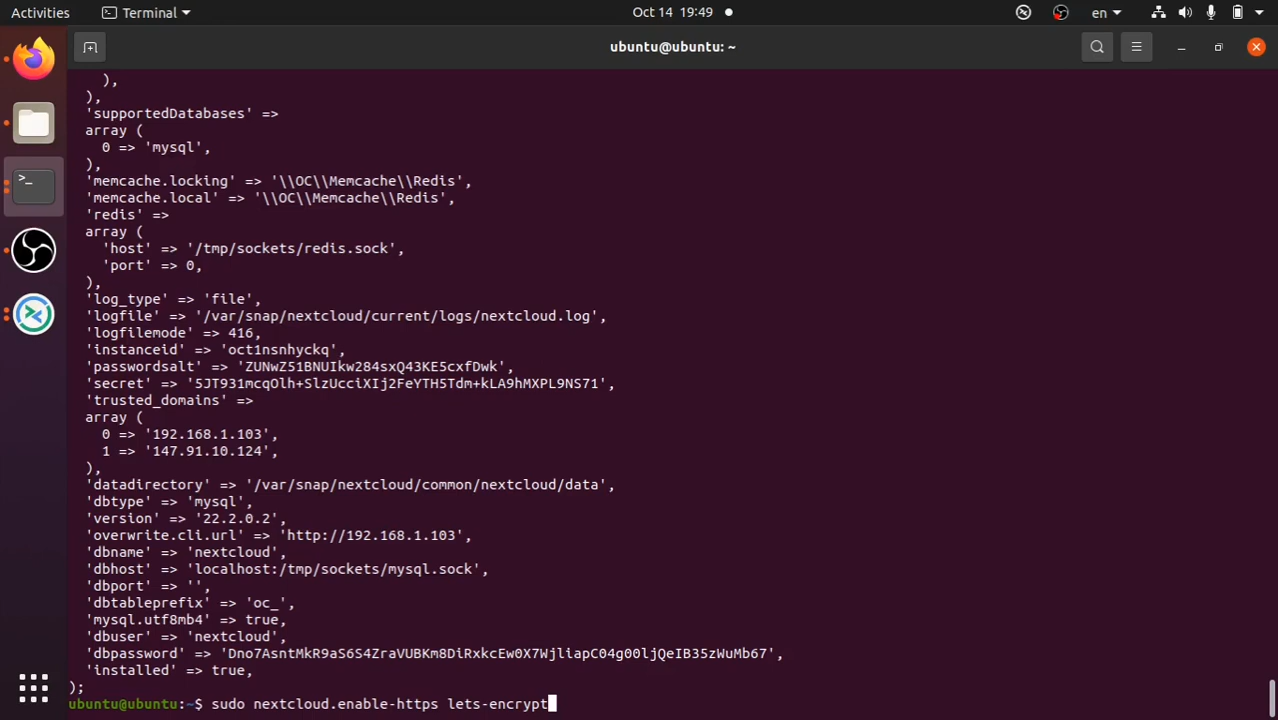 Activities
Terminal
Oct 14 19:49
en
ubuntu@ubuntu: ~
),
),
'supportedDatabases' =>
array (
0 => 'mysql',
),
'memcache.locking' => '\\OC\\Memcache\\Redis',
'memcache.local' => '\\OC\\Memcache\\Redis',
'redis' =>
array (
'host' => '/tmp/sockets/redis.sock',
'port' => 0,
),
'log_type' => 'file',
'logfile' => '/var/snap/nextcloud/current/logs/nextcloud.log',
'logfilemode' => 416,
'instanceid' => 'oct1nsnhyckq',
'passwordsalt' => 'ZUNwZ51BNUIkw284sxQ43KE5cxfDwk',
'secret' => '5JT931mcqOlh+SlzUcciXIj2FeYTH5Tdm+kLA9hMXPL9NS71',
'trusted_domains' =>
array (
0 => '192.168.1.103',
1 => '147.91.10.124',
),
'datadirectory' => '/var/snap/nextcloud/common/nextcloud/data',
'dbtype' => 'mysql',
'version' => '22.2.0.2',
'overwrite.cli.url' => 'http://192.168.1.103',
'dbname' => 'nextcloud',
'dbhost' => 'localhost:/tmp/sockets/mysql.sock',
'dbport' => '',
'dbtableprefix' => 'oc_',
'mysql.utf8mb4' => true,
'dbuser' => 'nextcloud',
'dbpassword' => 'Dno7AsntMkR9aS6S4ZraVUBKm8DiRxkcEw0X7WjliapC04g00ljQeIB35zWuMb67',
'installed' => true,
);
ubuntu@ubuntu:~$ sudo nextcloud.enable-https lets-encrypt